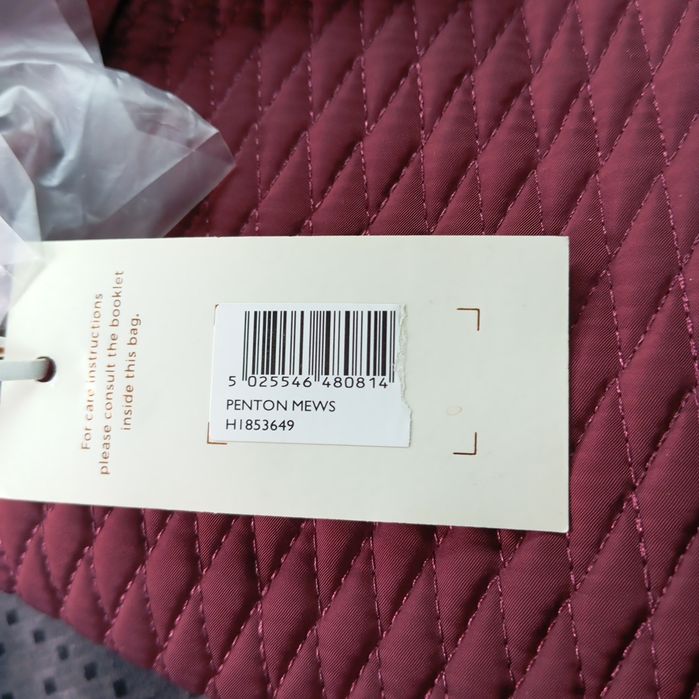 For care instructions
please consult the booklet
inside this bag.
5 025546 480814
PENTON MEWS
H1853649